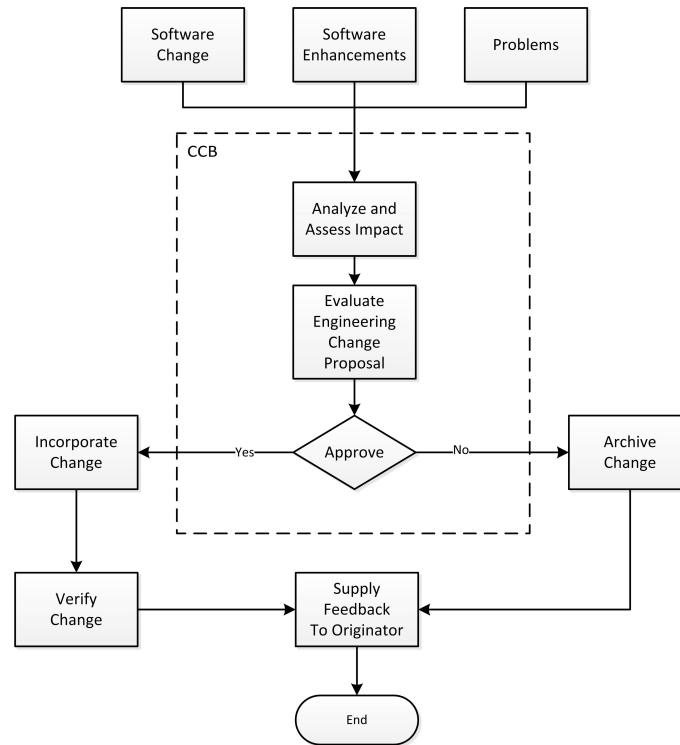 Software
Change
Software
Enhancements
Problems
CCB
Analyze and
Assess Impact
Evaluate
Engineering
Change
Proposal
Incorporate
Change
Yes
Approve
No
Archive
Change
Verify
Change
Supply
Feedback
To Originator
End